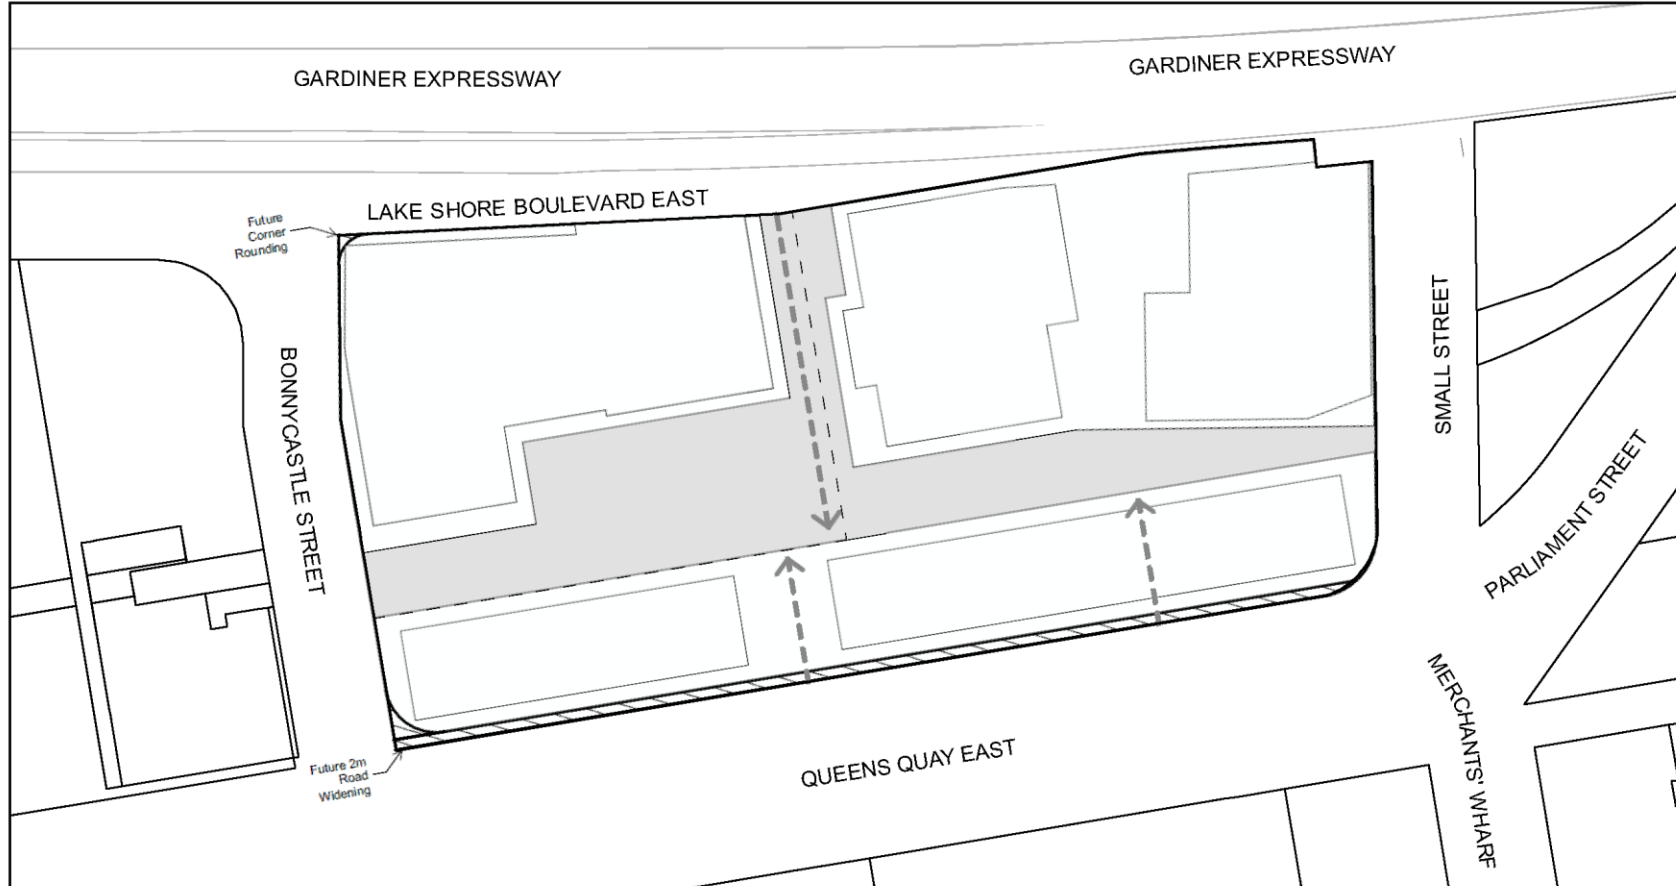 GARDINER EXPRESSWAY
GARDINER EXPRESSWAY
LAKE SHORE BOULEVARD EAST
Future
Corner
Rounding
BONNYCASTLE STREET
SMALL STREET
PARLIAMENT STREET
MERCHANTS' WHARF
QUEENS QUAY EAST
Future 2m
Road
Widening